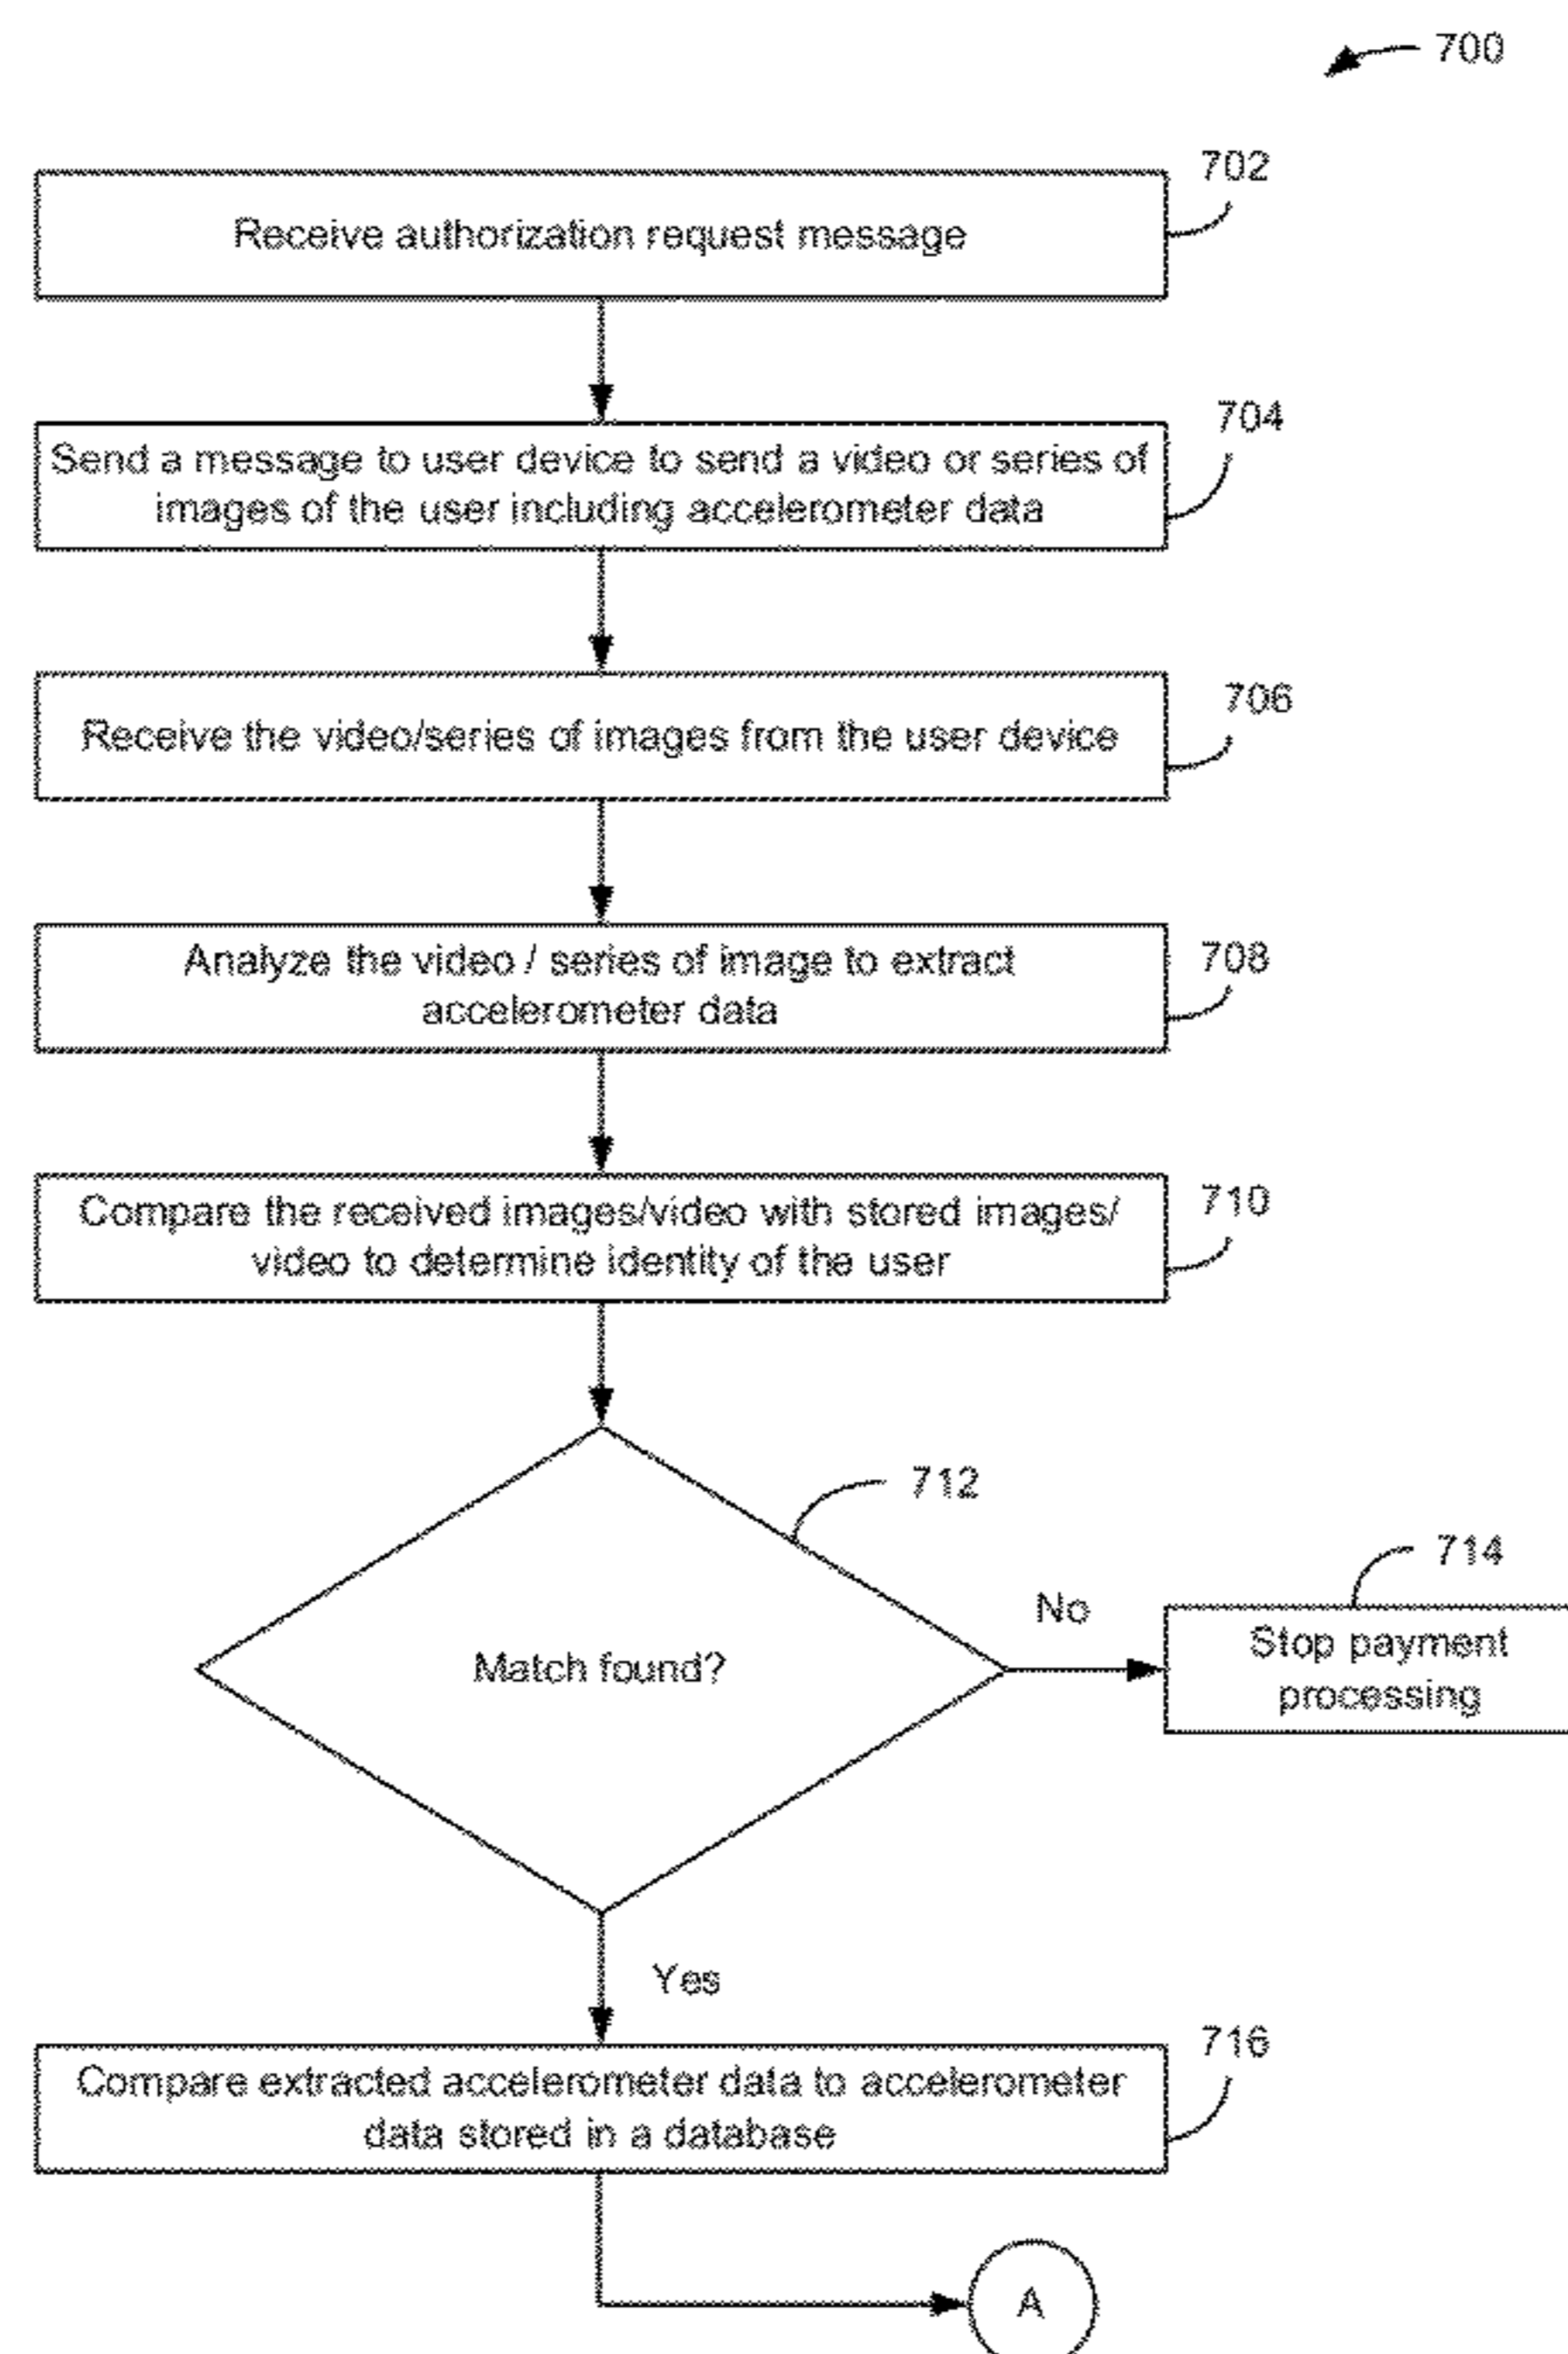 700
702
Receive authorization request message
704
Send a message to user device to send a video or series of
images of the user including accelerometer data
706
Receive the video/series of images from the user device
708
Analyze the video / series of image to extract
accelerometer data
710
Compare the received images/video with stored images/
video to determine identity of the user
712
Match found?
No
714
Stop payment
processing
Yes
716
Compare extracted accelerometer data to accelerometer
data stored in a database
A